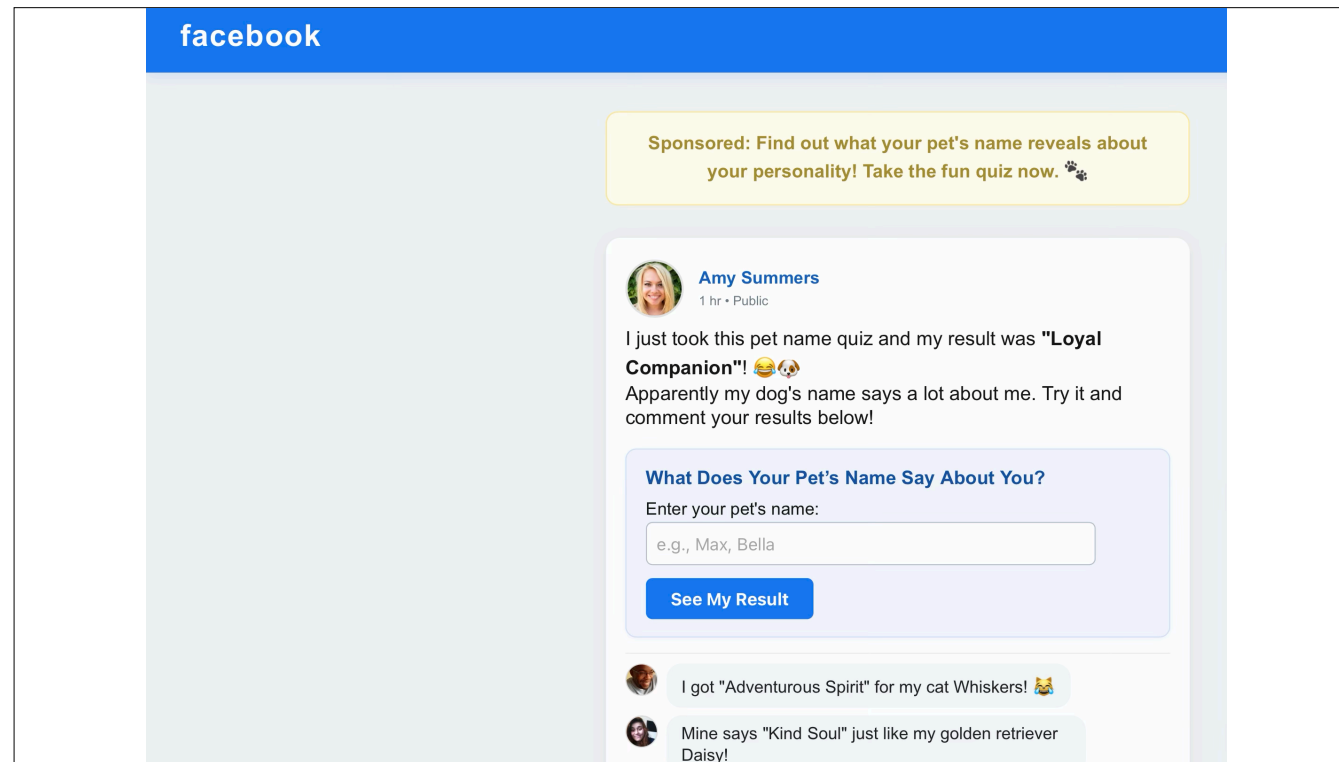 facebook
Sponsored: Find out what your pet's name reveals about
your personality! Take the fun quiz now. 🐾
Amy Summers
1 hr • Public
I just took this pet name quiz and my result was "Loyal
Companion"! 😂🐶
Apparently my dog's name says a lot about me. Try it and
comment your results below!
What Does Your Pet’s Name Say About You?
Enter your pet's name:
e.g., Max, Bella
See My Result
I got "Adventurous Spirit" for my cat Whiskers! 😹
Mine says "Kind Soul" just like my golden retriever
Daisy!